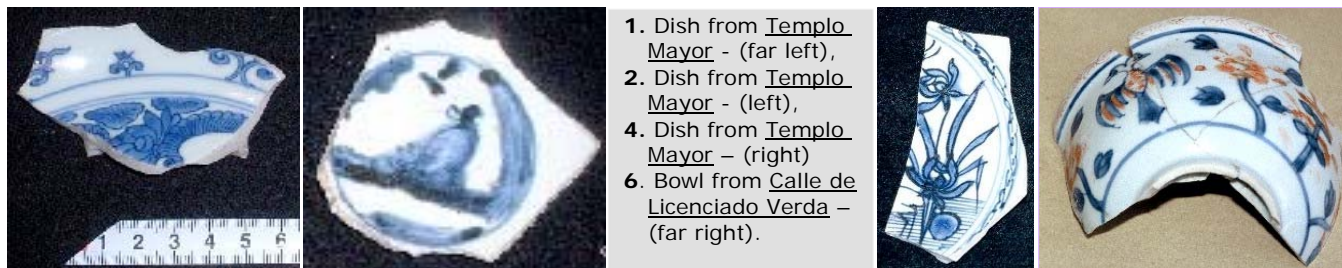 1. Dish from Templo
Mayor - (far left),
2. Dish from Templo
Mayor - (left),
4. Dish from Templo
Mayor – (right)
6. Bowl from Calle de
Licenciado Verda –
(far right).
1 2 3 4 5 6